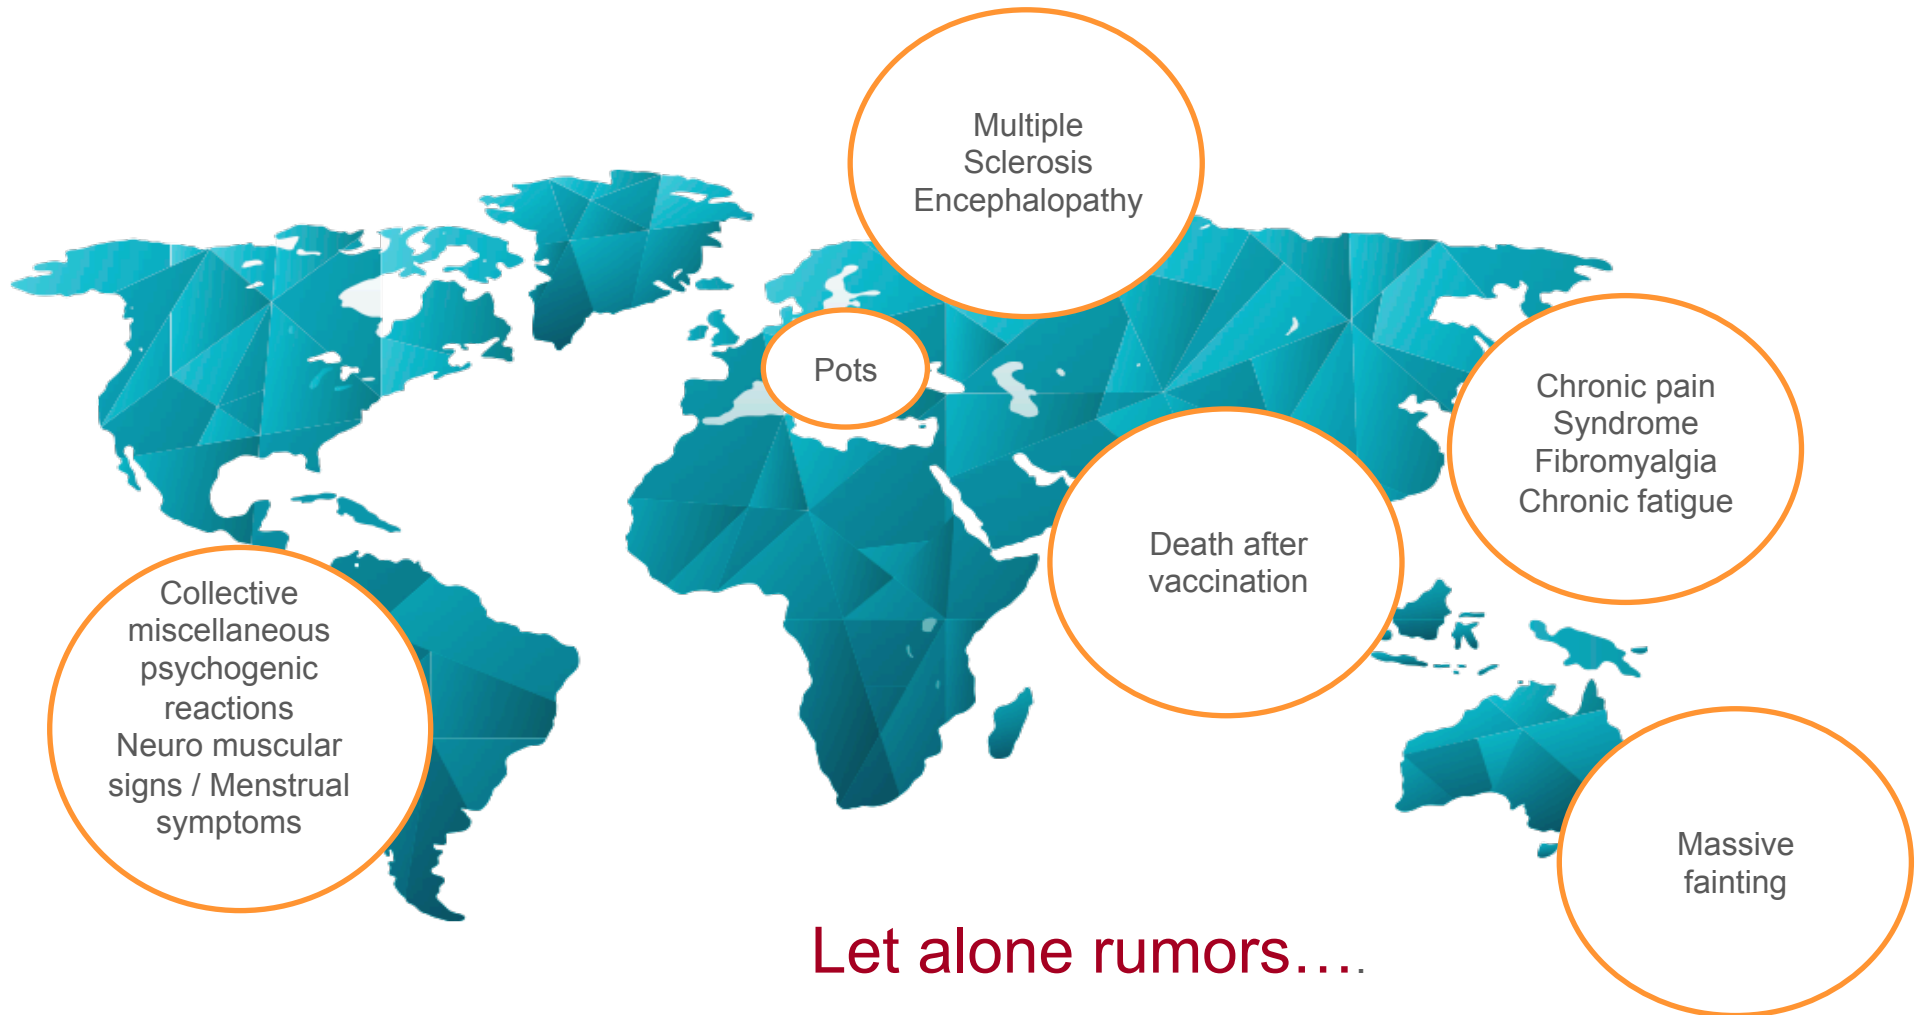 Multiple
Sclerosis
Encephalopathy
Pots
Chronic pain
Syndrome
Fibromyalgia
Chronic fatigue
Death after
vaccination
Collective
miscellaneous
psychogenic
reactions
Neuro muscular
signs / Menstrual
symptoms
Massive
fainting
Let alone rumors….